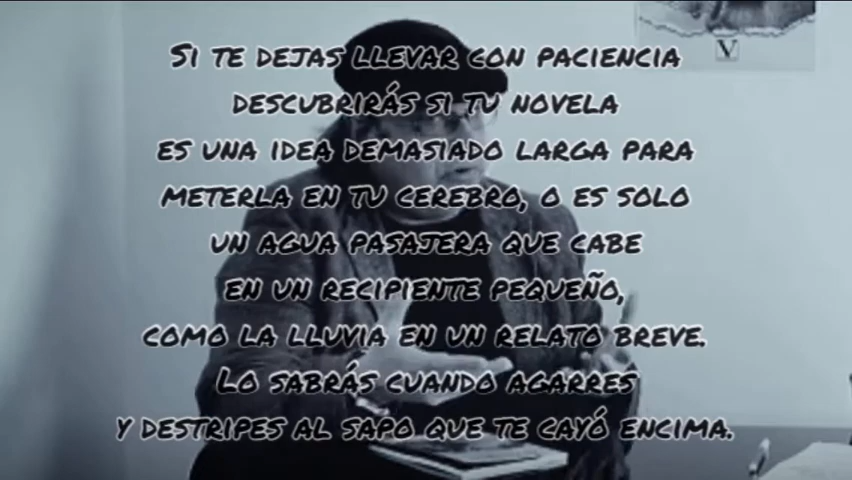 Si te dejas llevar con paciencia
descubrirás si tu novela
es una idea demasiado larga para
meterla en tu cerebro, o es solo
un agua pasajera que cabe
en un recipiente pequeño,
como la lluvia en un relato breve.
Lo sabrás cuando agarres
y destripes al sapo que te cayó encima.
V